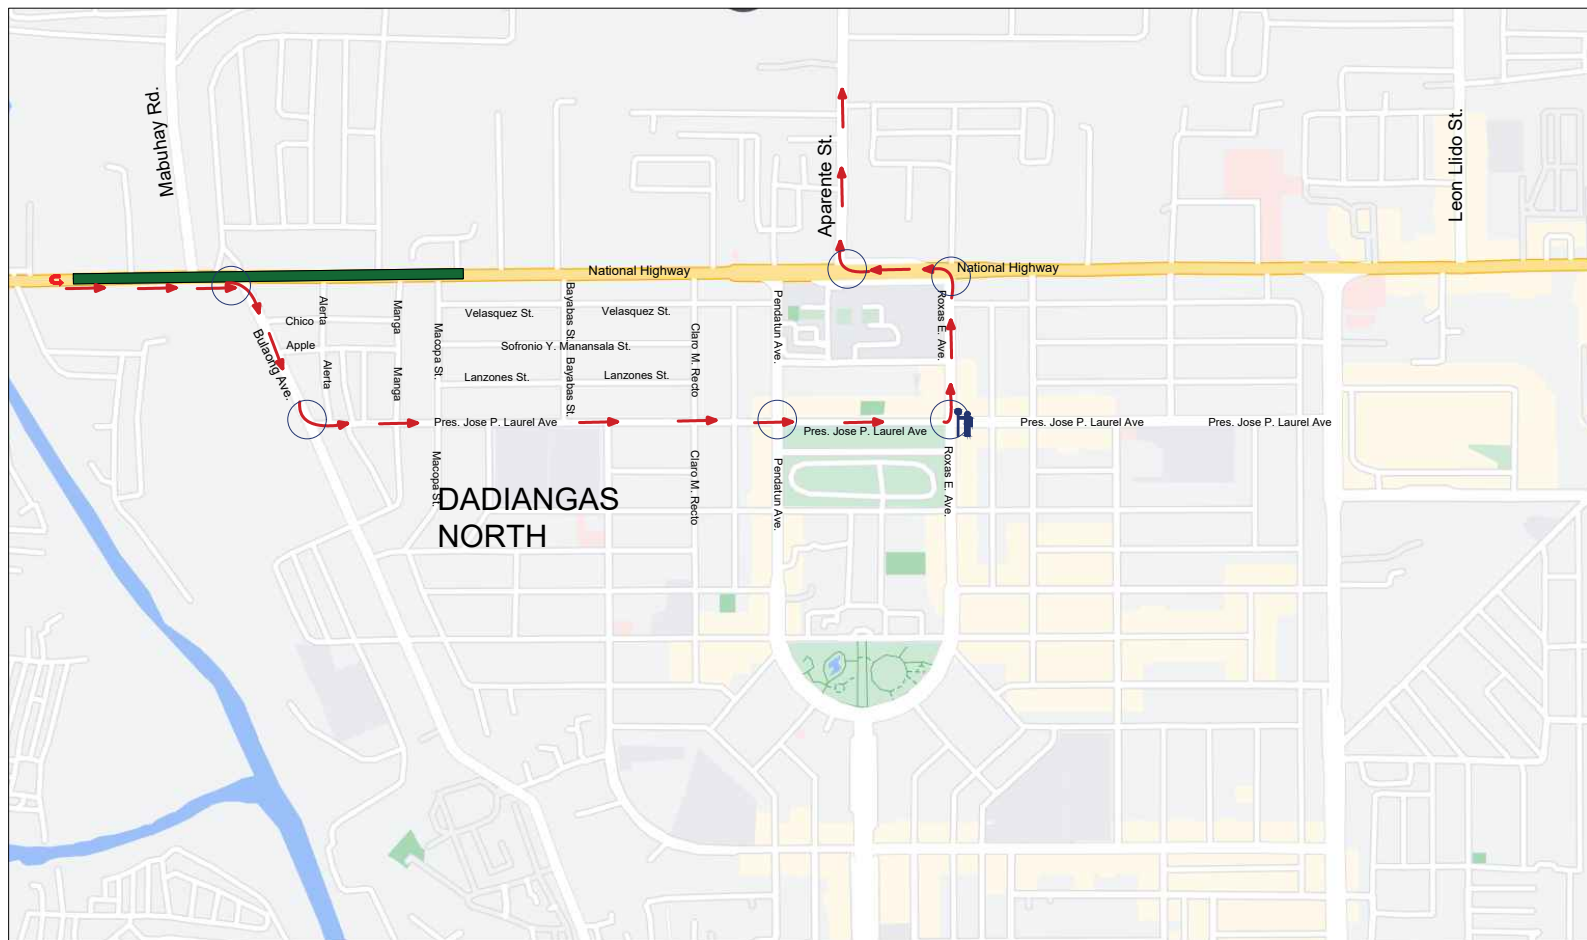 Mabuhay Rd.
Aparente St.
Leon Llido St.
National Highway
National Highway
Chico
Alerta
Manga
Apple
Alerta
Manga
Bulaong Ave.
Macopa St.
Velasquez St.
Bayabas St.
Velasquez St.
Sofronio Y. Manansala St.
Lanzones St.
Bayabas St.
Lanzones St.
Claro M. Recto
Pendatun Ave.
Roxas E. Ave.
Pres. Jose P. Laurel Ave
Pres. Jose P. Laurel Ave
Pres. Jose P. Laurel Ave
Pres. Jose P. Laurel Ave
Macopa St.
Claro M. Recto
Pendatun Ave.
Roxas E. Ave.
DADIANGAS
NORTH